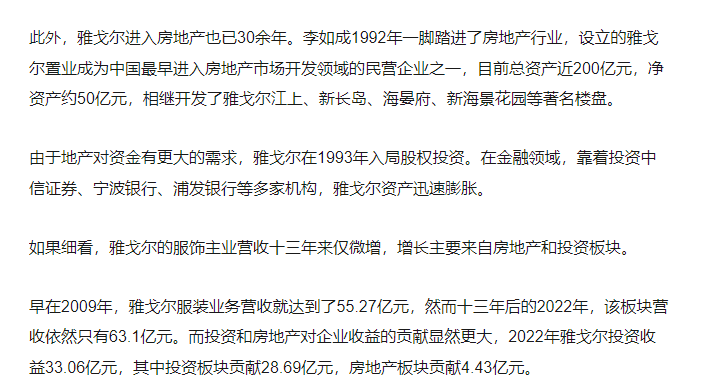 此外，雅戈尔进入房地产也已30余年。李如成1992年一脚踏进了房地产行业，设立的雅戈
尔置业成为中国最早进入房地产市场开发领域的民营企业之一，目前总资产近200亿元，净
资产约50亿元，相继开发了雅戈尔江上、新长岛、海晏府、新海景花园等著名楼盘。
由于地产对资金有更大的需求，雅戈尔在1993年入局股权投资。在金融领域，靠着投资中
信证券、宁波银行、浦发银行等多家机构，雅戈尔资产迅速膨胀。
如果细看，雅戈尔的服饰主业营收十三年来仅微增，增长主要来自房地产和投资板块。
早在2009年，雅戈尔服装业务营收就达到了55.27亿元，然而十三年后的2022年，该板块营
收依然只有63.1亿元。而投资和房地产对企业收益的贡献显然更大，2022年雅戈尔投资收
益33.06亿元，其中投资板块贡献28.69亿元，房地产板块贡献4.43亿元。